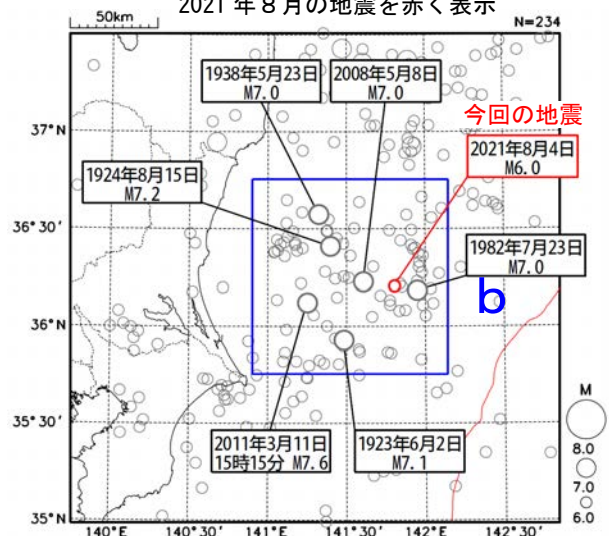 2021年８月の地震を赤く表示
50km
N=234
1938年5月23日
M7.0
2008年5月8日
M7.0
今回の地震
2021年8月4日
M6.0
1924年8月15日
M7.2
1982年7月23日
M7.0
b
2011年3月11日
15時15分 M7.6
1923年6月2日
M7.1
37°N
36°30′
36°N
35°30′
35°N
140°E
140°30′
141°E
141°30′
142°E
142°30′
M
8.0
7.0
6.0